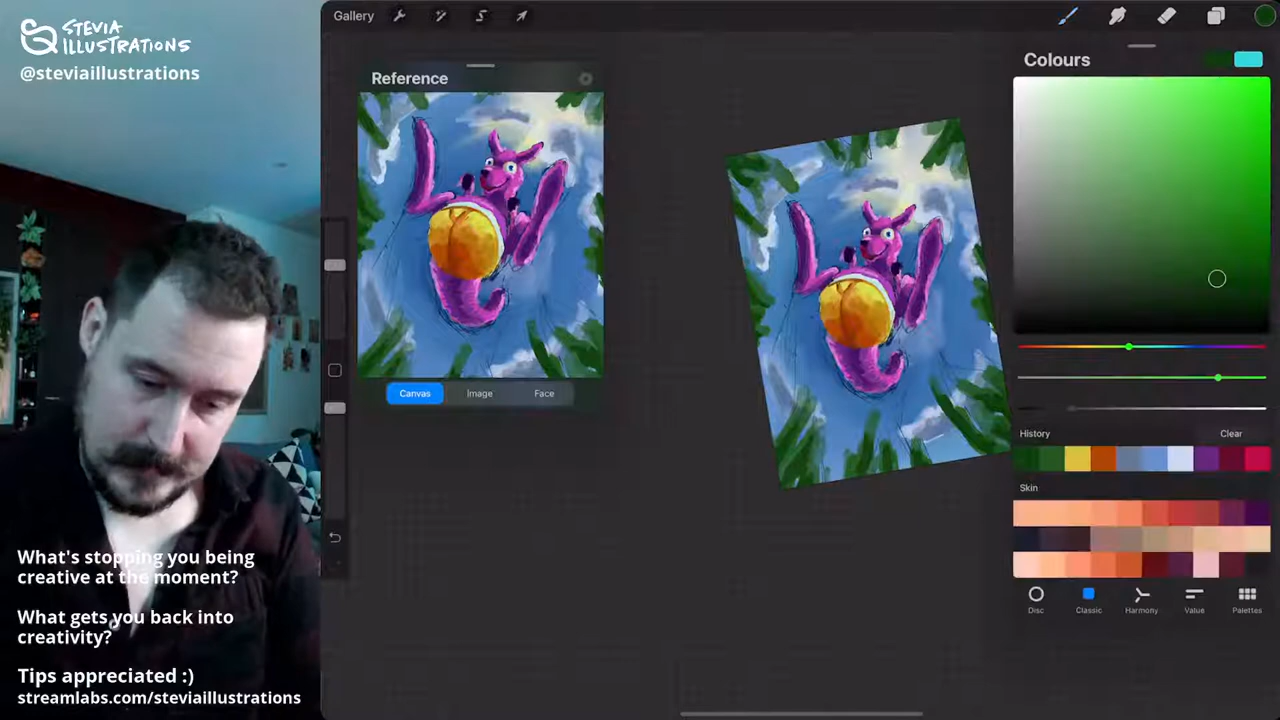 STEVIA
ILLUSTRATIONS
@steviaillustrations
What's stopping you being
creative at the moment?
What gets you back into
creativity?
Tips appreciated :)
streamlabs.com/steviaillustrations
Gallery
Reference
Canvas
Image
Face
Colours
History
Clear
Skin
Disc
Classic
Harmony
Value
Palettes